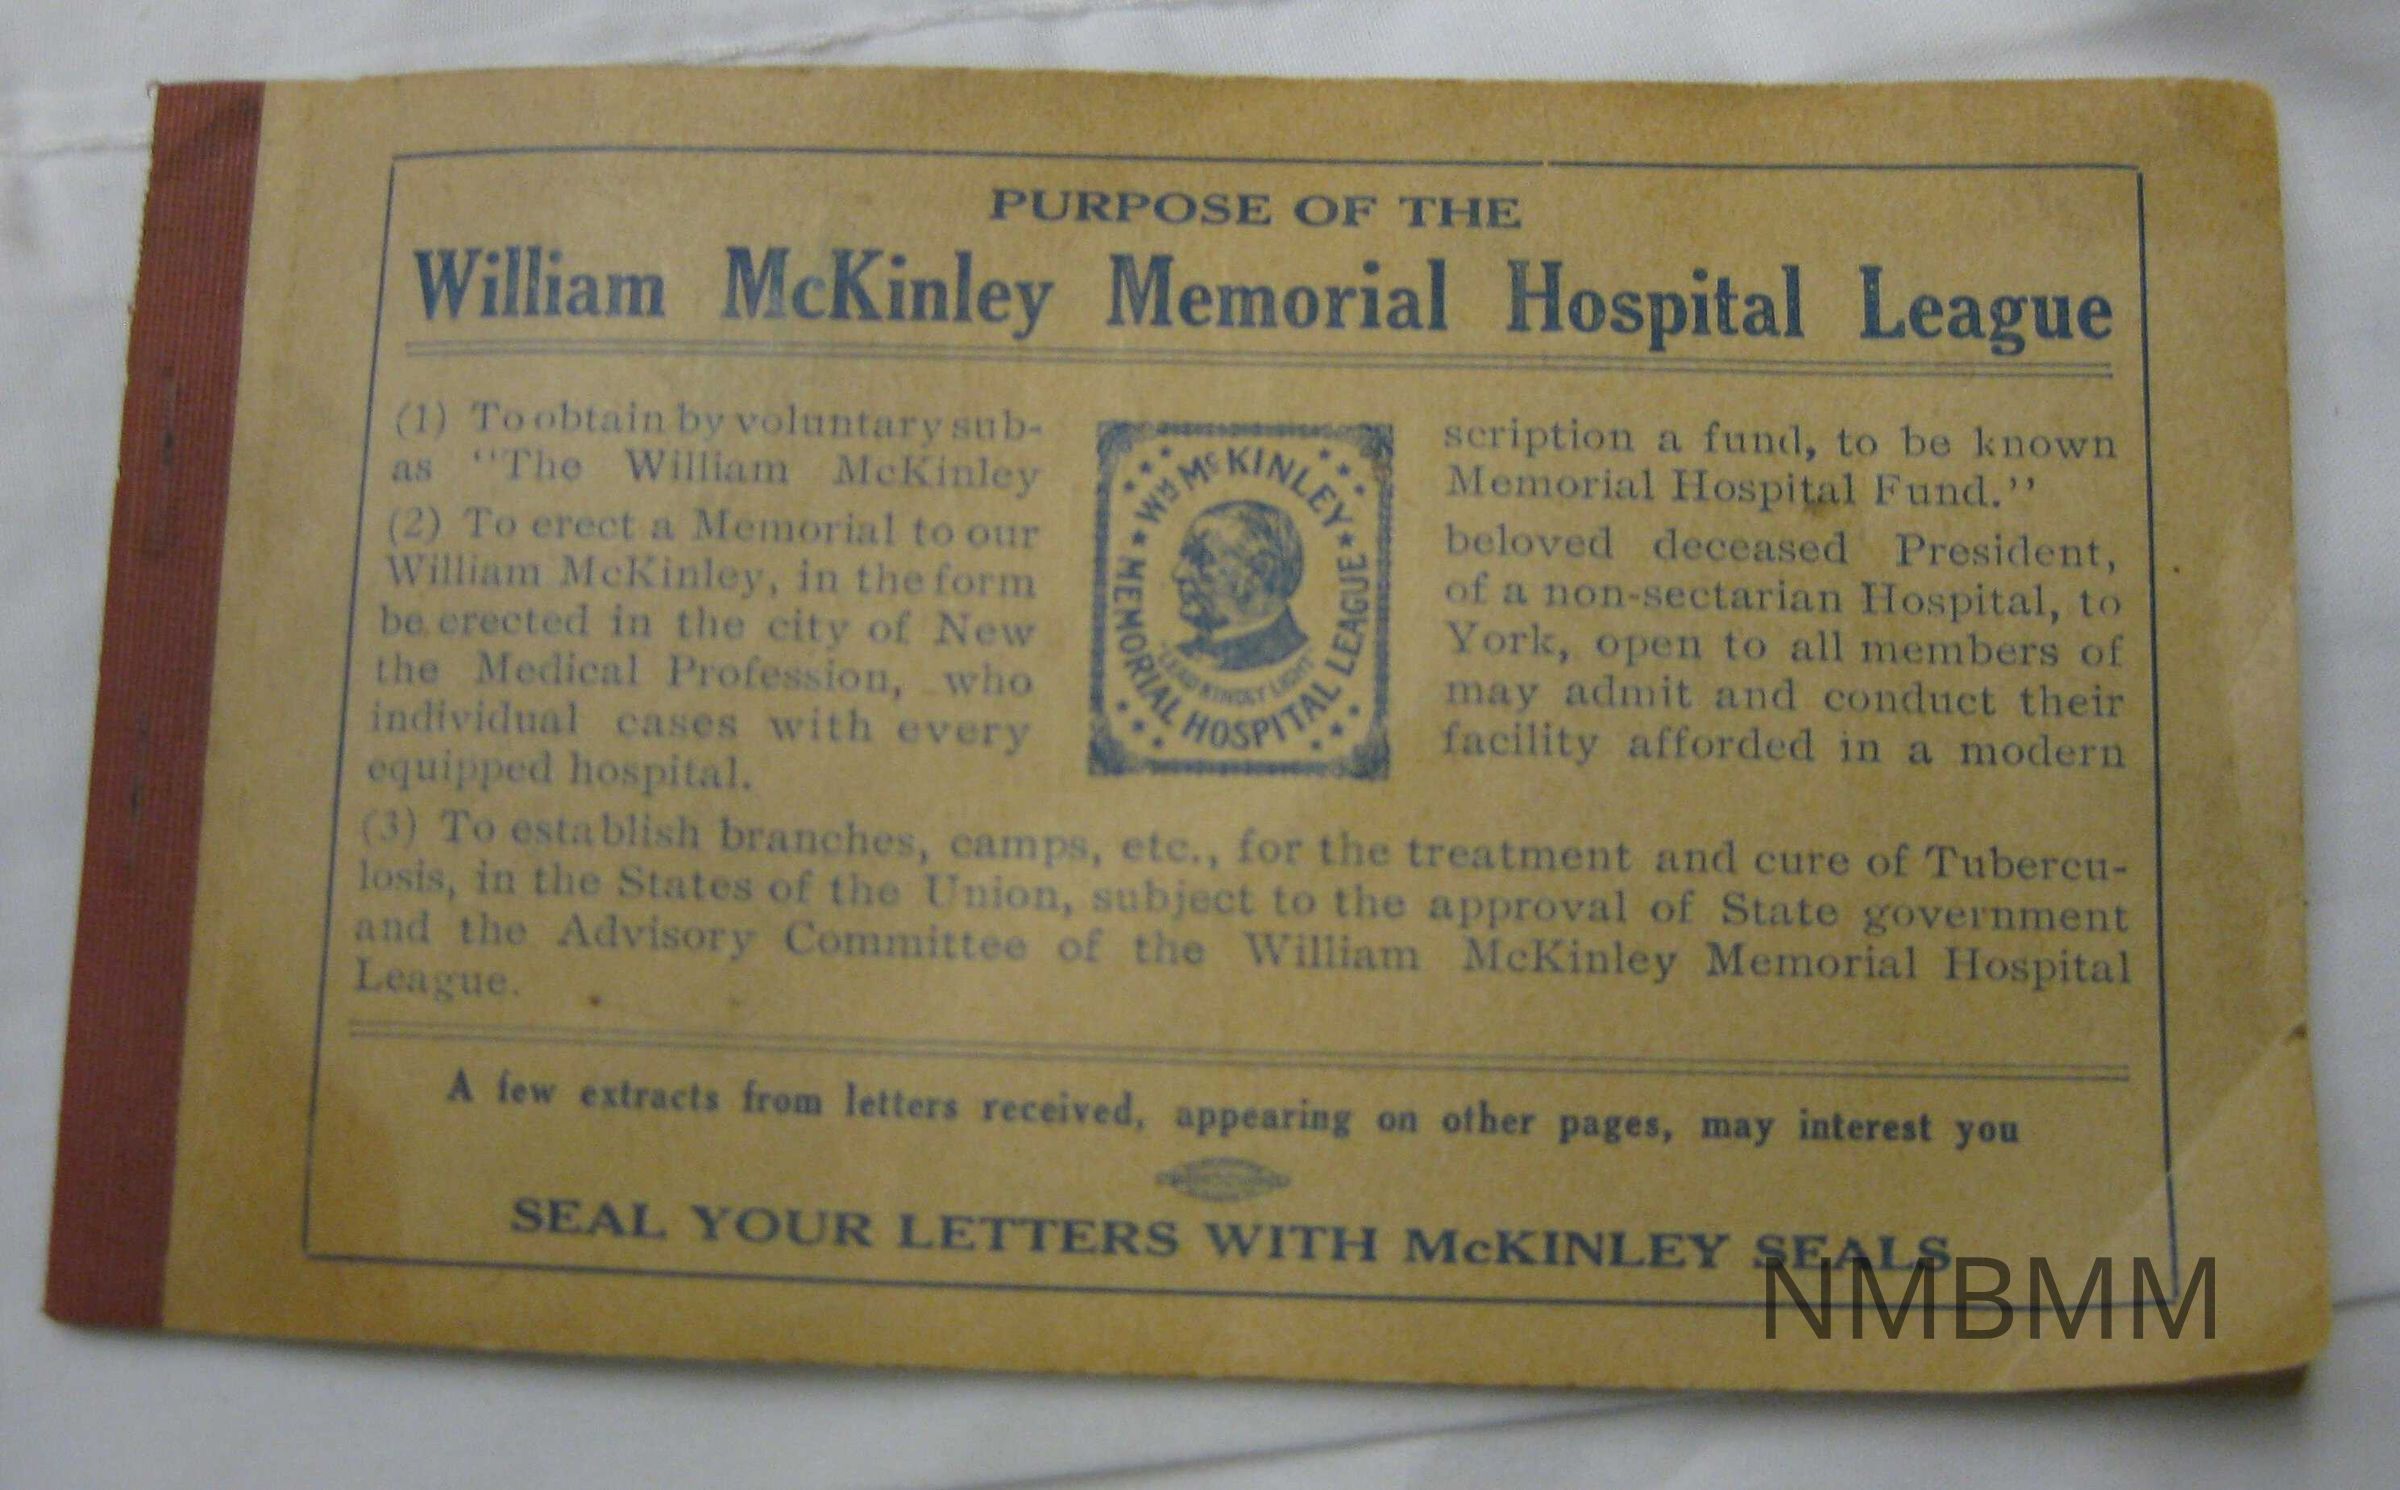 PURPOSE OF THE
William McKinley Memorial Hospital League
(1) To obtain by voluntary sub-scription a fund, to be known
as "The William McKinley Memorial Hospital Fund."
(2) To erect a Memorial to our beloved deceased President,
William McKinley, in the form of a non-sectarian Hospital, to
be erected in the city of New York, open to all members of
the Medical Profession, who may admit and conduct their
individual cases with every facility afforded in a modern
equipped hospital.
WM McKINLEY
MEMORIAL HOSPITAL LEAGUE
"LEAD KINDLY LIGHT"
(3) To establish branches, camps, etc., for the treatment and cure of Tubercu-
losis, in the States of the Union, subject to the approval of State government
and the Advisory Committee of the William McKinley Memorial Hospital
League.
A few extracts from letters received, appearing on other pages, may interest you
SEAL YOUR LETTERS WITH McKINLEY SEALS
NMBMM